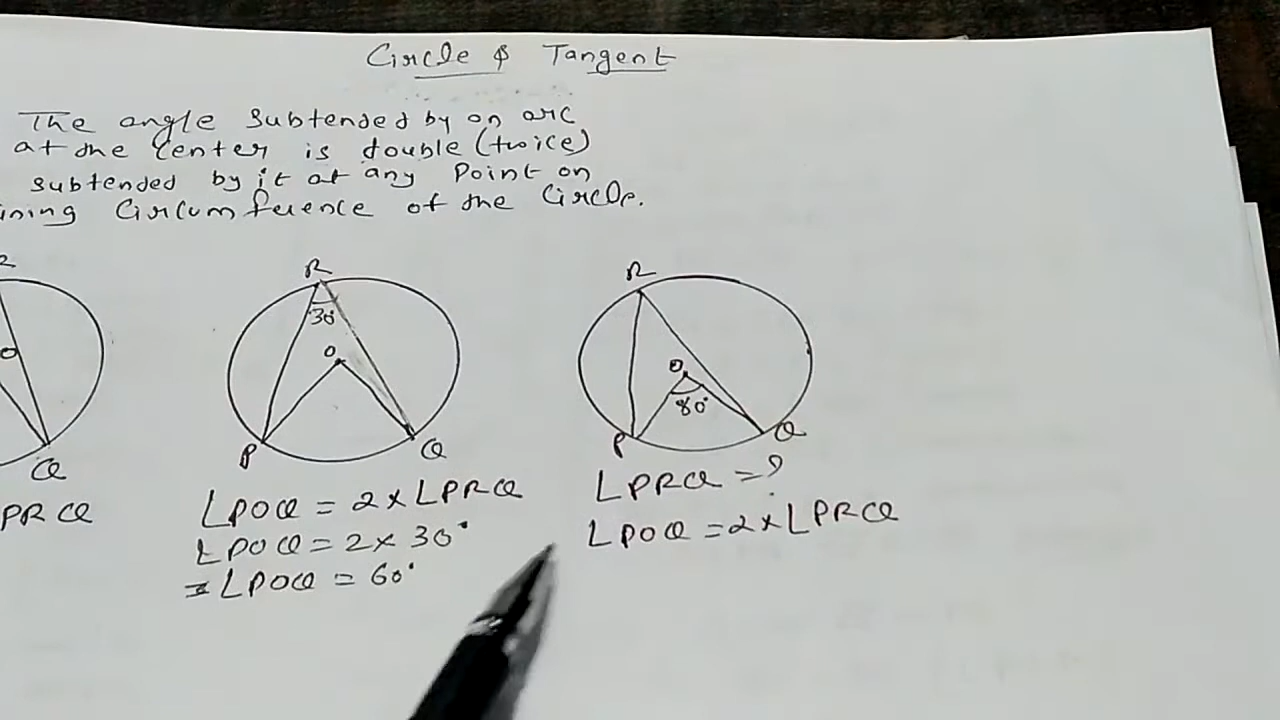 Circle & Tangent
The angle subtended by an arc
at the center is double (twice)
subtended by it at any Point on
ining circumference of the circle.
R
30°
O
P
Q
R
O
80°
P
Q
O
Q
PRQ
∠POQ = 2 × ∠PRQ
∠POQ = 2 × 30°
∠POQ = 60°
∠PRQ = ?
∠POQ = 2 × ∠PRQ